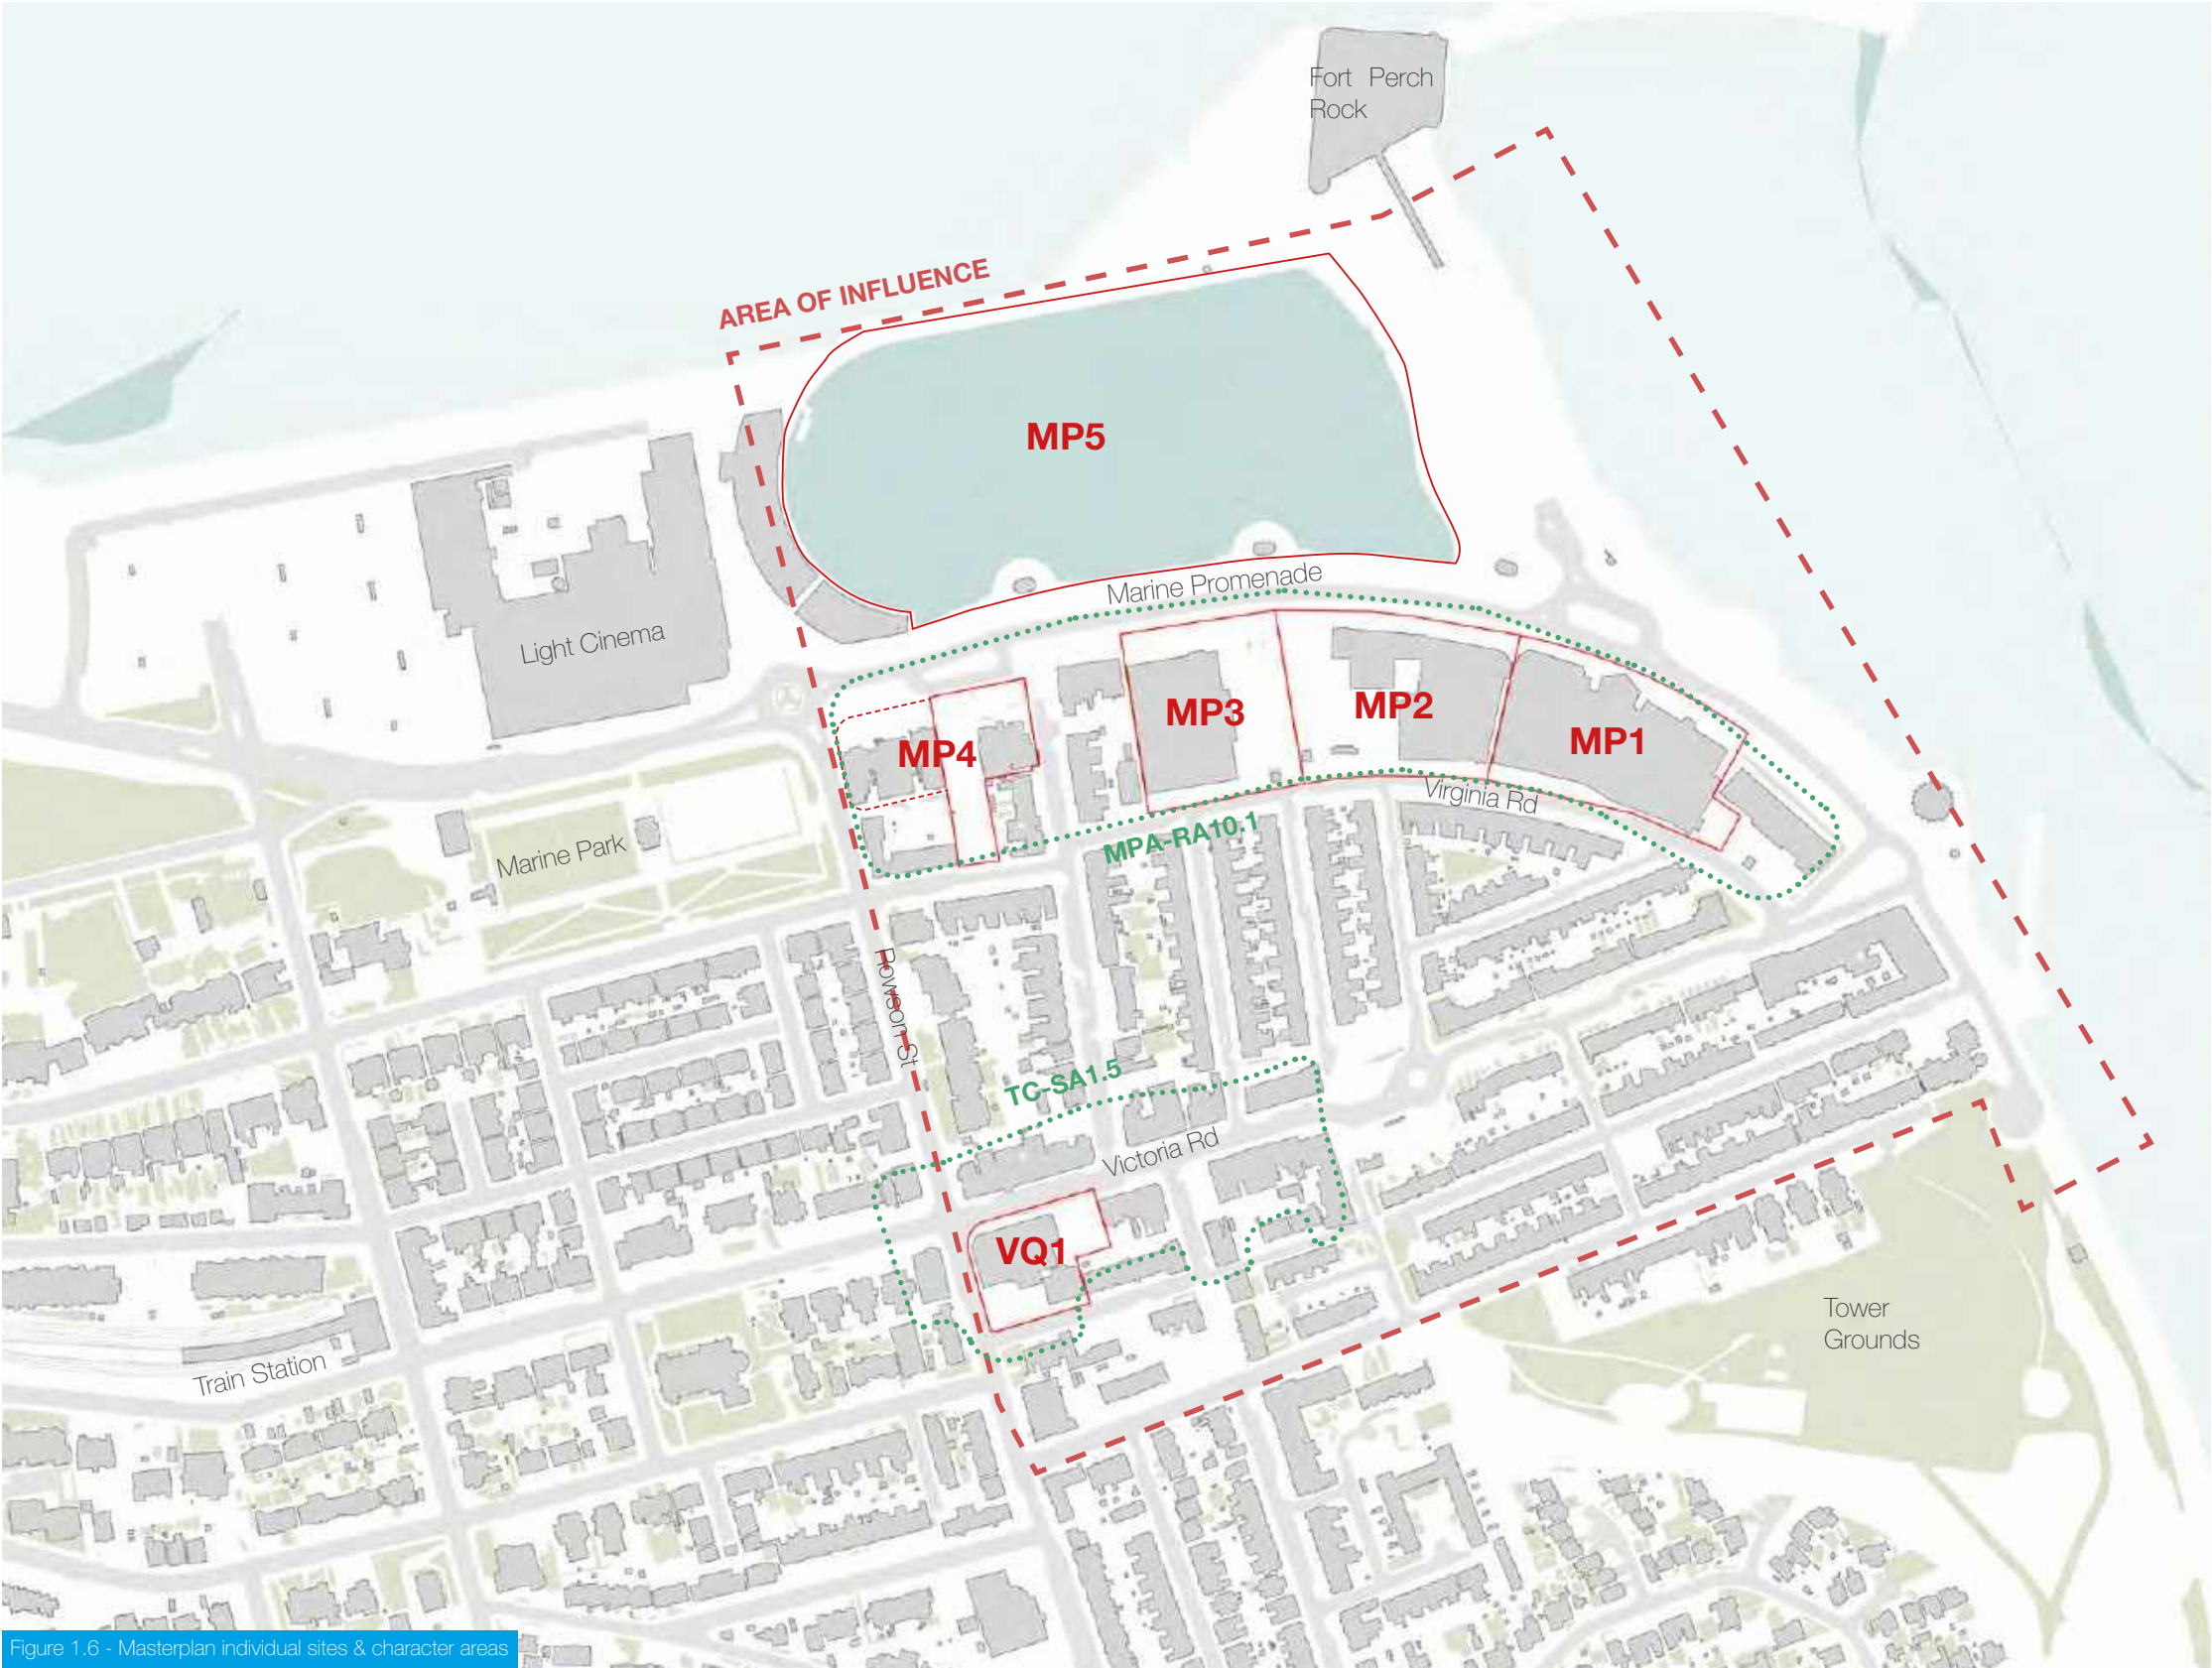 Fort Perch
Rock
AREA OF INFLUENCE
MP5
Marine Promenade
Light Cinema
MP3
MP2
MP1
MP4
Virginia Rd
MPA-RA10.1
Marine Park
Rowson St
TC-SA1.5
Victoria Rd
VQ1
Tower
Grounds
Train Station
Figure 1.6 - Masterplan individual sites & character areas